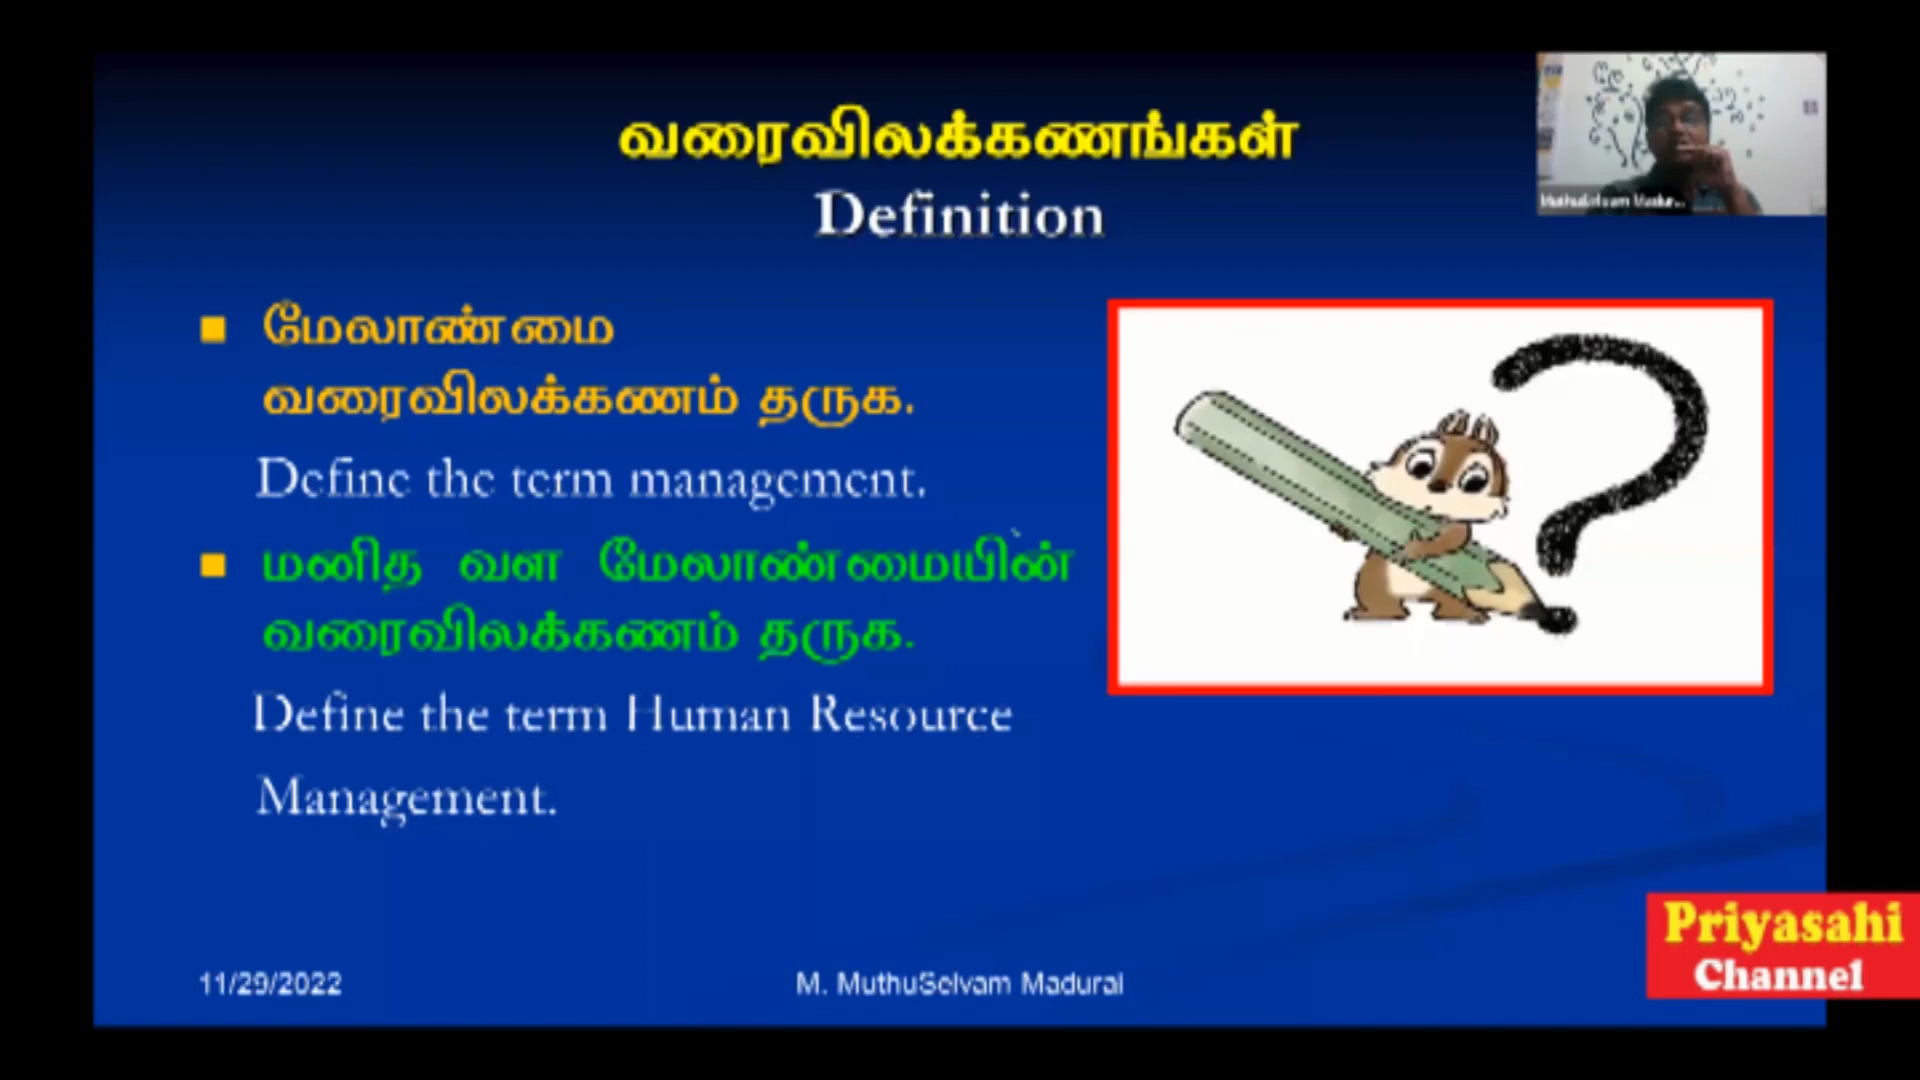 வரைவிலக்கணங்கள்
Definition
மேலாண்மை
வரைவிலக்கணம் தருக.
Define the term management.
மனித வள மேலாண்மையின்
வரைவிலக்கணம் தருக.
Define the term Human Resource
Management.
11/29/2022
M. MuthuSelvam Madurai
Priyasahi
Channel